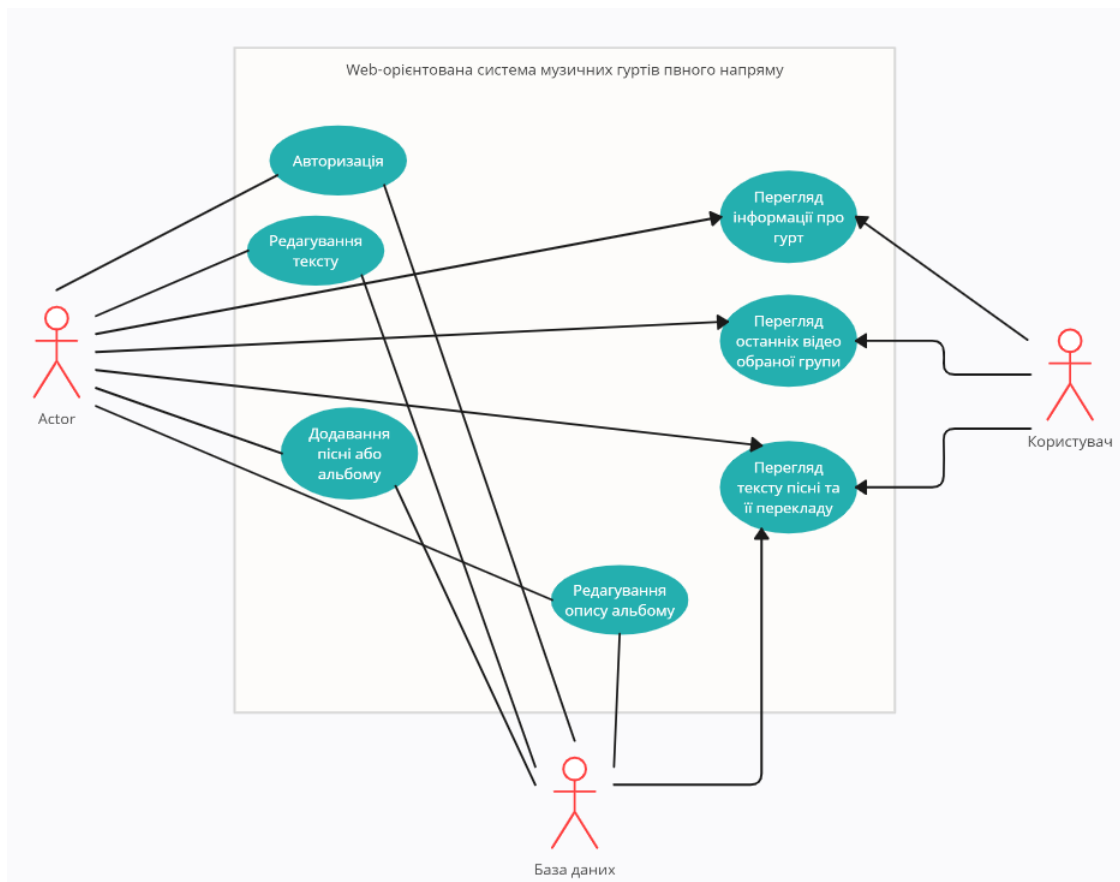 Web-орієнтована система музичних гуртів пвного напряму
Авторизація
Редагування
тексту
Перегляд
інформації про
гурт
Перегляд
останніх відео
обраної групи
Actor
Користувач
Додавання
пісні або
альбому
Перегляд
тексту пісні та
її перекладу
Редагування
опису альбому
База даних